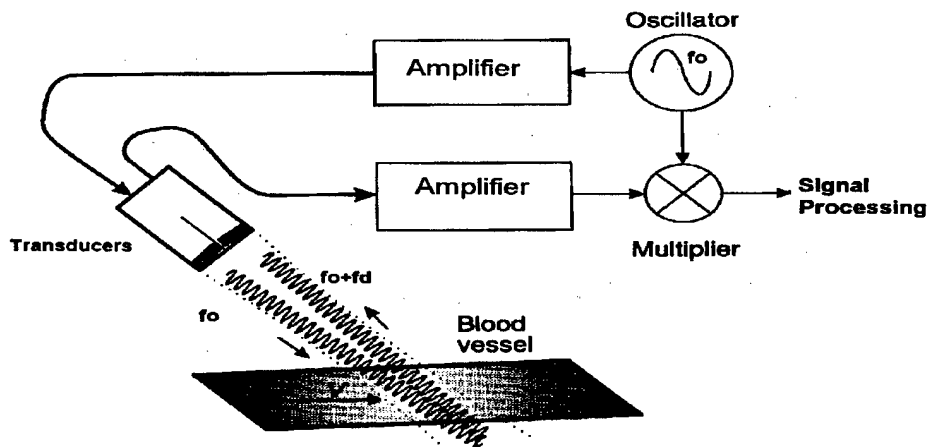 Oscillator
fo
Amplifier
Amplifier
Signal
Processing
Multiplier
Transducers
fo+fd
fo
Blood
vessel
V